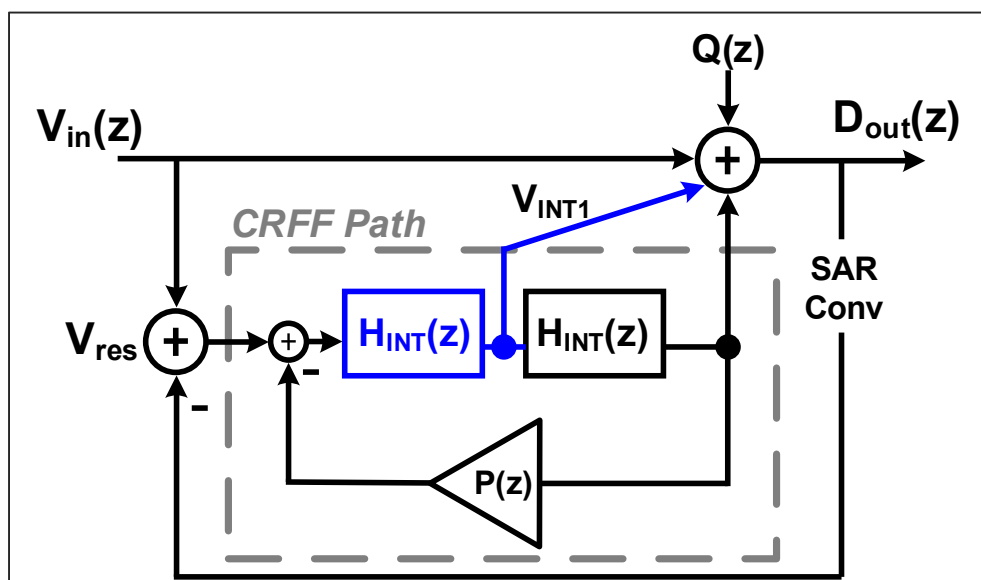 Q(z)
V_in(z)
D_out(z)
V_INT1
CRFF Path
SAR
Conv
+
V_res
+
-
+
-
H_INT(z)
H_INT(z)
P(z)